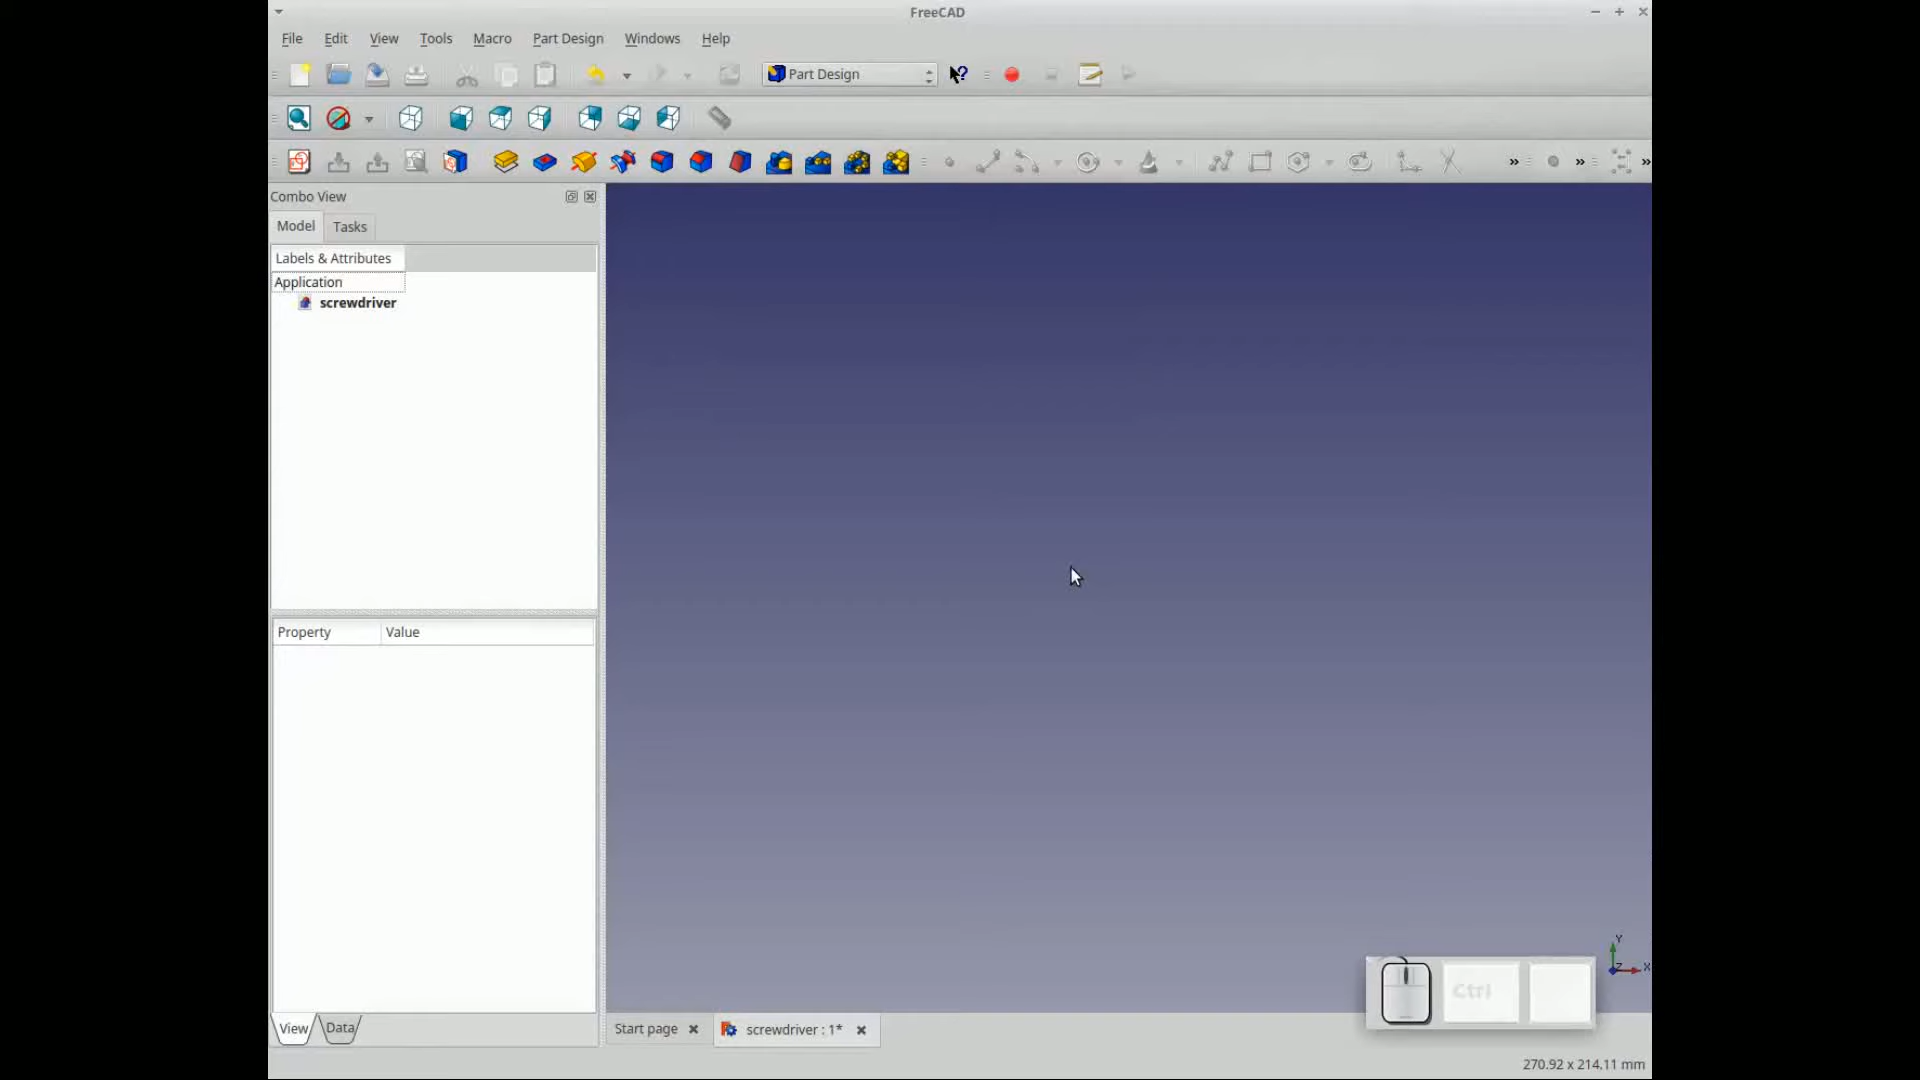 FreeCAD
File Edit View Tools Macro Part Design Windows Help
Part Design
Combo View
Model Tasks
Labels & Attributes
Application
screwdriver
Property Value
View Data
Start page screwdriver : 1*
Y
Z X
Ctrl
270.92 x 214.11 mm